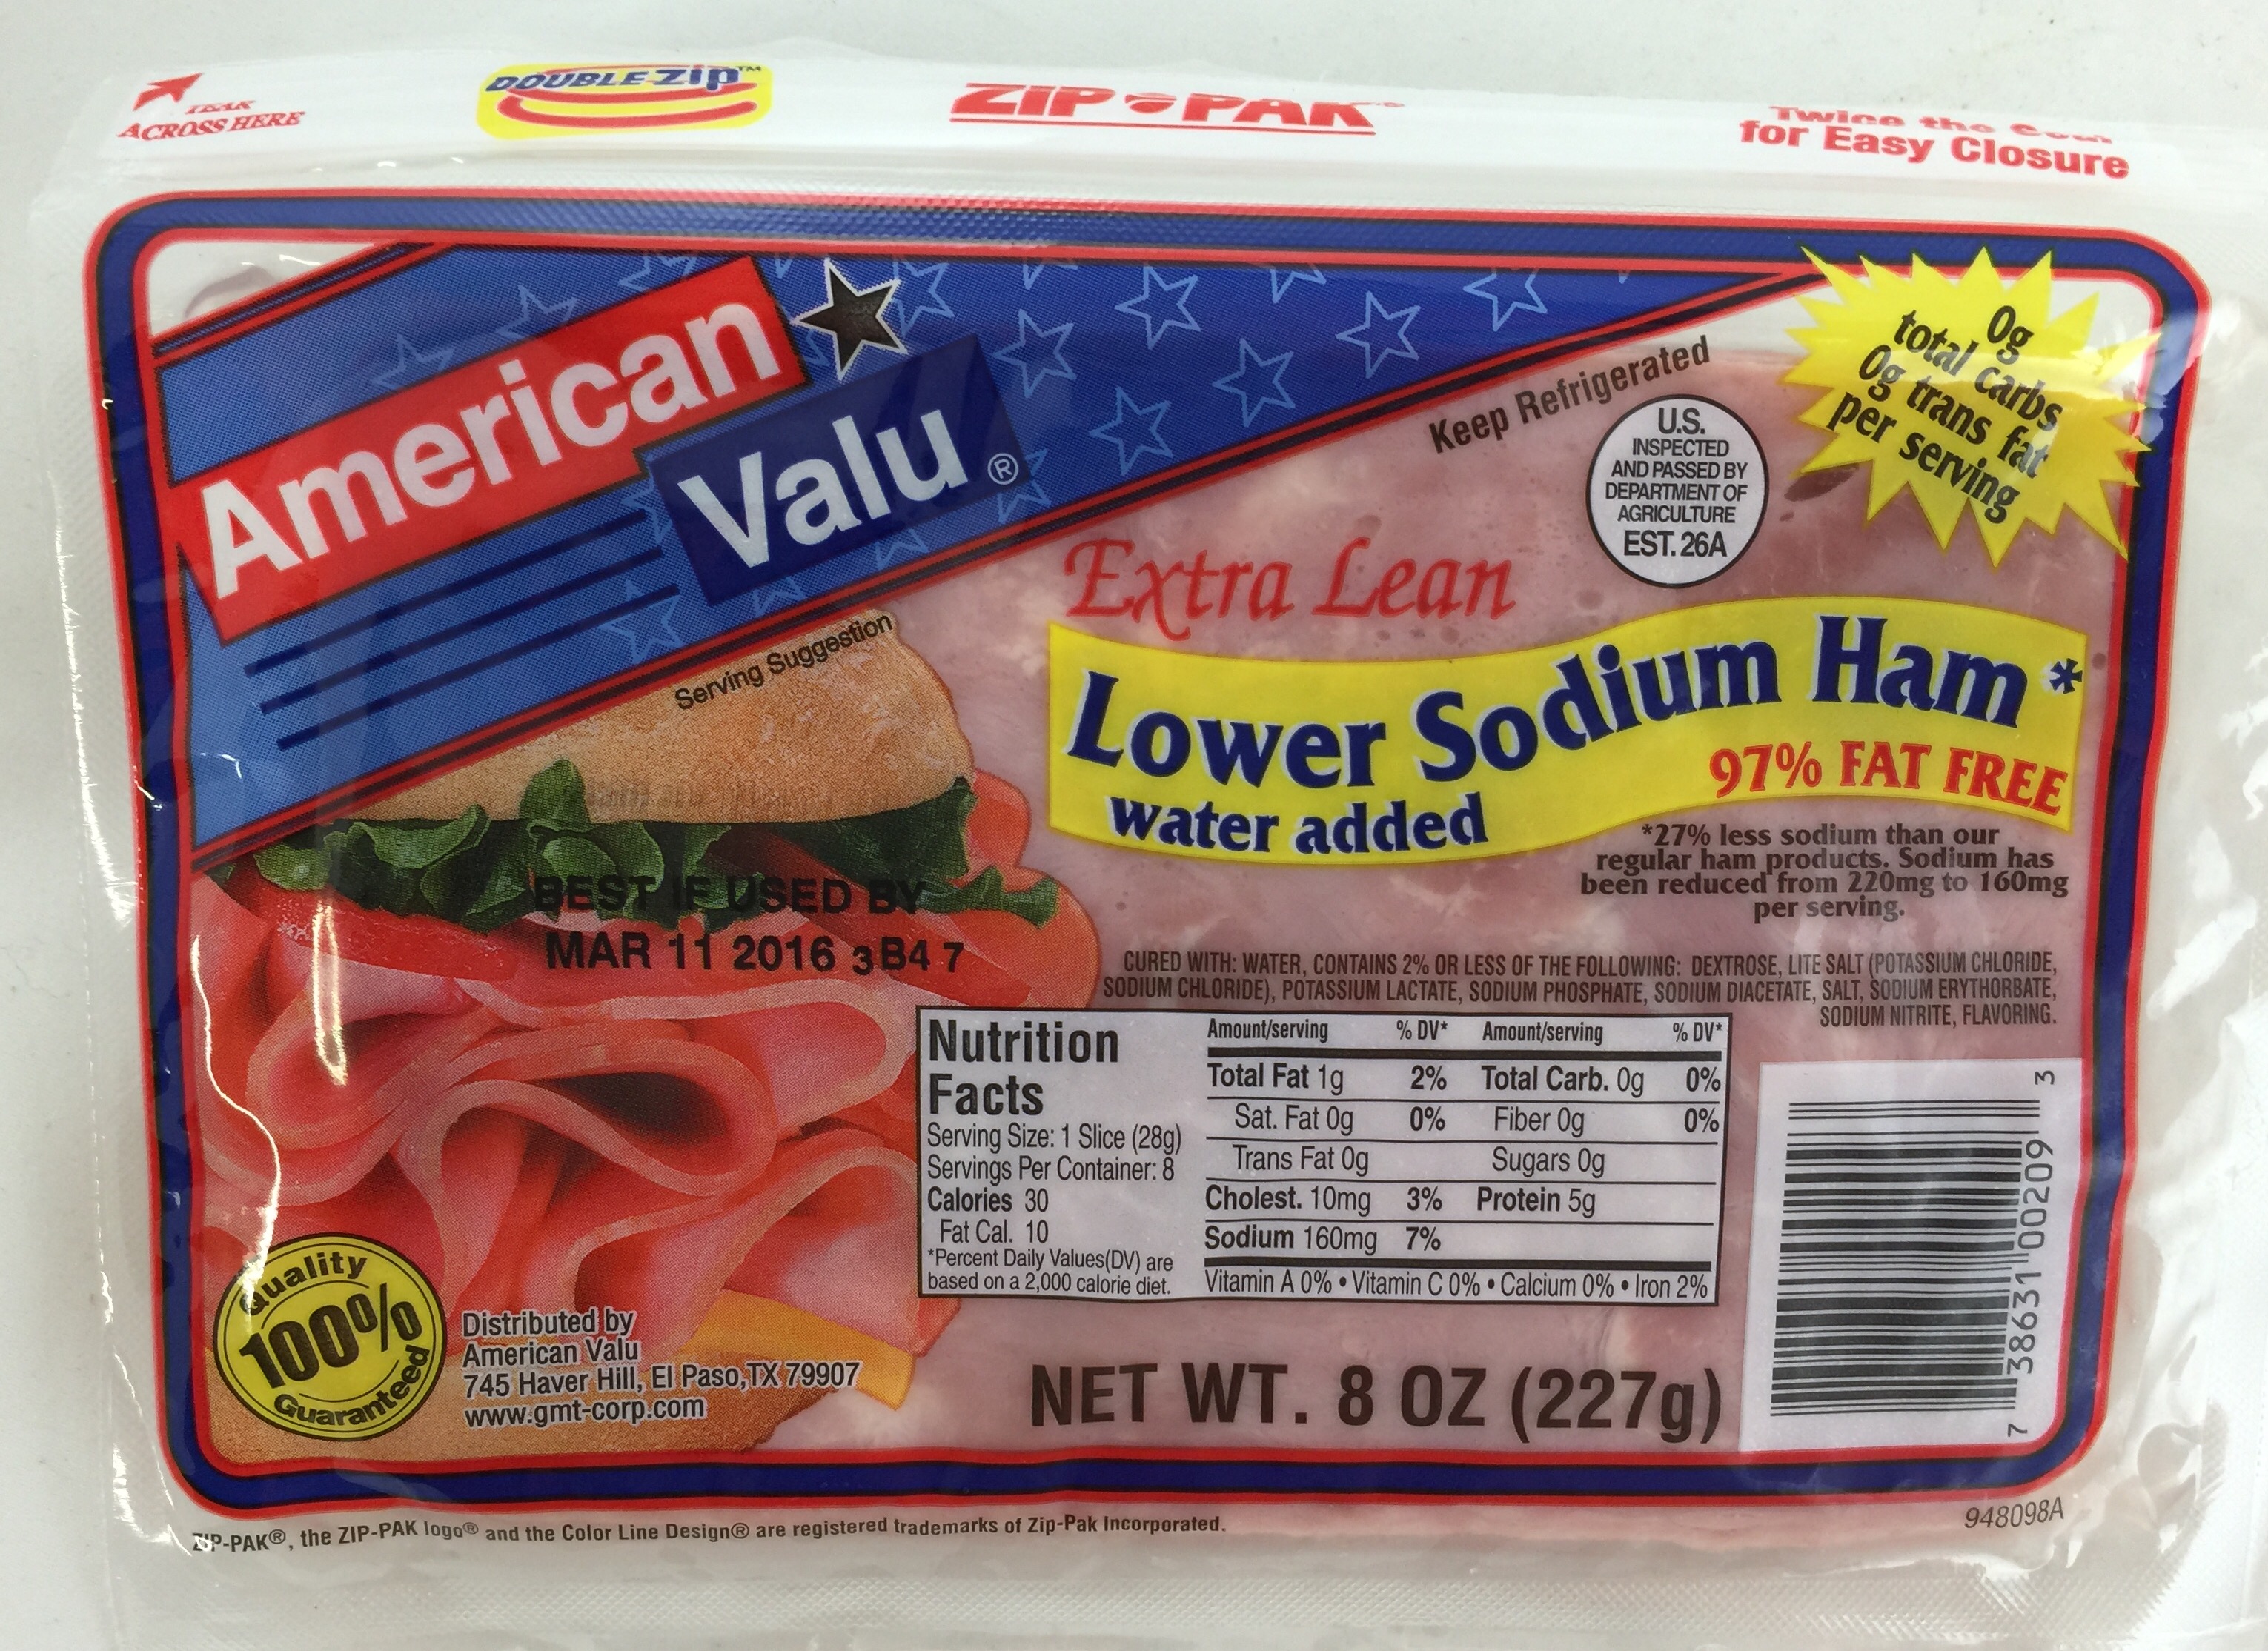 TEAR
ACROSS HERE
DOUBLE Zip™
ZIP PAK®
Twice the
for Easy Closure
American
Valu®
Keep Refrigerated
U.S.
INSPECTED
AND PASSED BY
DEPARTMENT OF
AGRICULTURE
EST. 26A
0g
total carbs
0g trans fat
per serving
Serving Suggestion
Extra Lean
Lower Sodium Ham*
water added
97% FAT FREE
*27% less sodium than our
regular ham products. Sodium has
been reduced from 220mg to 160mg
per serving.
BEST IF USED BY
MAR 11 2016 3B4 7
CURED WITH: WATER, CONTAINS 2% OR LESS OF THE FOLLOWING: DEXTROSE, LITE SALT (POTASSIUM CHLORIDE,
SODIUM CHLORIDE), POTASSIUM LACTATE, SODIUM PHOSPHATE, SODIUM DIACETATE, SALT, SODIUM ERYTHORBATE,
SODIUM NITRITE, FLAVORING.
Nutrition
Facts
Serving Size: 1 Slice (28g)
Servings Per Container: 8
Calories 30
Fat Cal. 10
*Percent Daily Values(DV) are
based on a 2,000 calorie diet.
Amount/serving % DV* Amount/serving % DV*
Total Fat 1g 2% Total Carb. 0g 0%
Sat. Fat 0g 0% Fiber 0g 0%
Trans Fat 0g Sugars 0g
Cholest. 10mg 3% Protein 5g
Sodium 160mg 7%
Vitamin A 0% • Vitamin C 0% • Calcium 0% • Iron 2%
7 38631 00209 3
Quality
100%
Guaranteed
Distributed by
American Valu
745 Haver Hill, El Paso,TX 79907
www.gmt-corp.com
NET WT. 8 OZ (227g)
ZIP-PAK®, the ZIP-PAK logo® and the Color Line Design® are registered trademarks of Zip-Pak Incorporated.
948098A